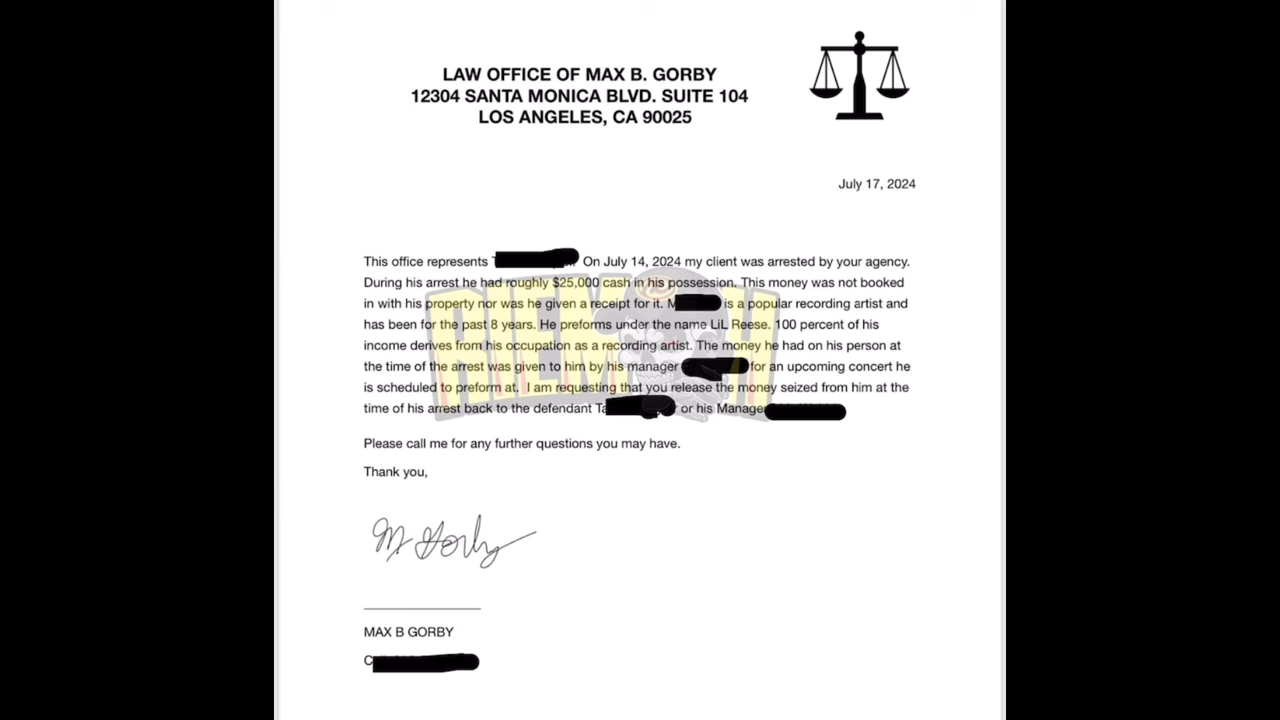 LAW OFFICE OF MAX B. GORBY
12304 SANTA MONICA BLVD. SUITE 104
LOS ANGELES, CA 90025
July 17, 2024
This office represents On July 14, 2024 my client was arrested by your agency.
During his arrest he had roughly $25,000 cash in his possession. This money was not booked
in with his property nor was he given a receipt for it. M is a popular recording artist and
has been for the past 8 years. He preforms under the name LiL Reese. 100 percent of his
income derives from his occupation as a recording artist. The money he had on his person at
the time of the arrest was given to him by his manager for an upcoming concert he
is scheduled to preform at. I am requesting that you release the money seized from him at the
time of his arrest back to the defendant Ta or his Manager
Please call me for any further questions you may have.
Thank you,
M. Gorby
MAX B GORBY
C